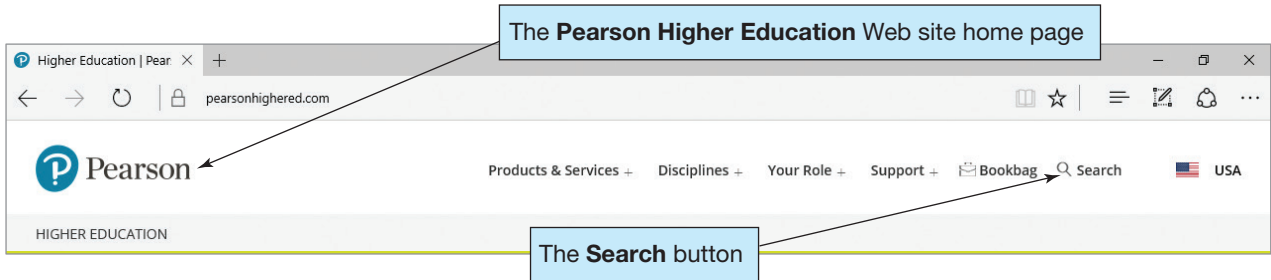 The Pearson Higher Education Web site home page
Higher Education | Pear
pearsonhighered.com
Pearson
Products & Services + Disciplines + Your Role + Support + Bookbag Search USA
HIGHER EDUCATION
The Search button